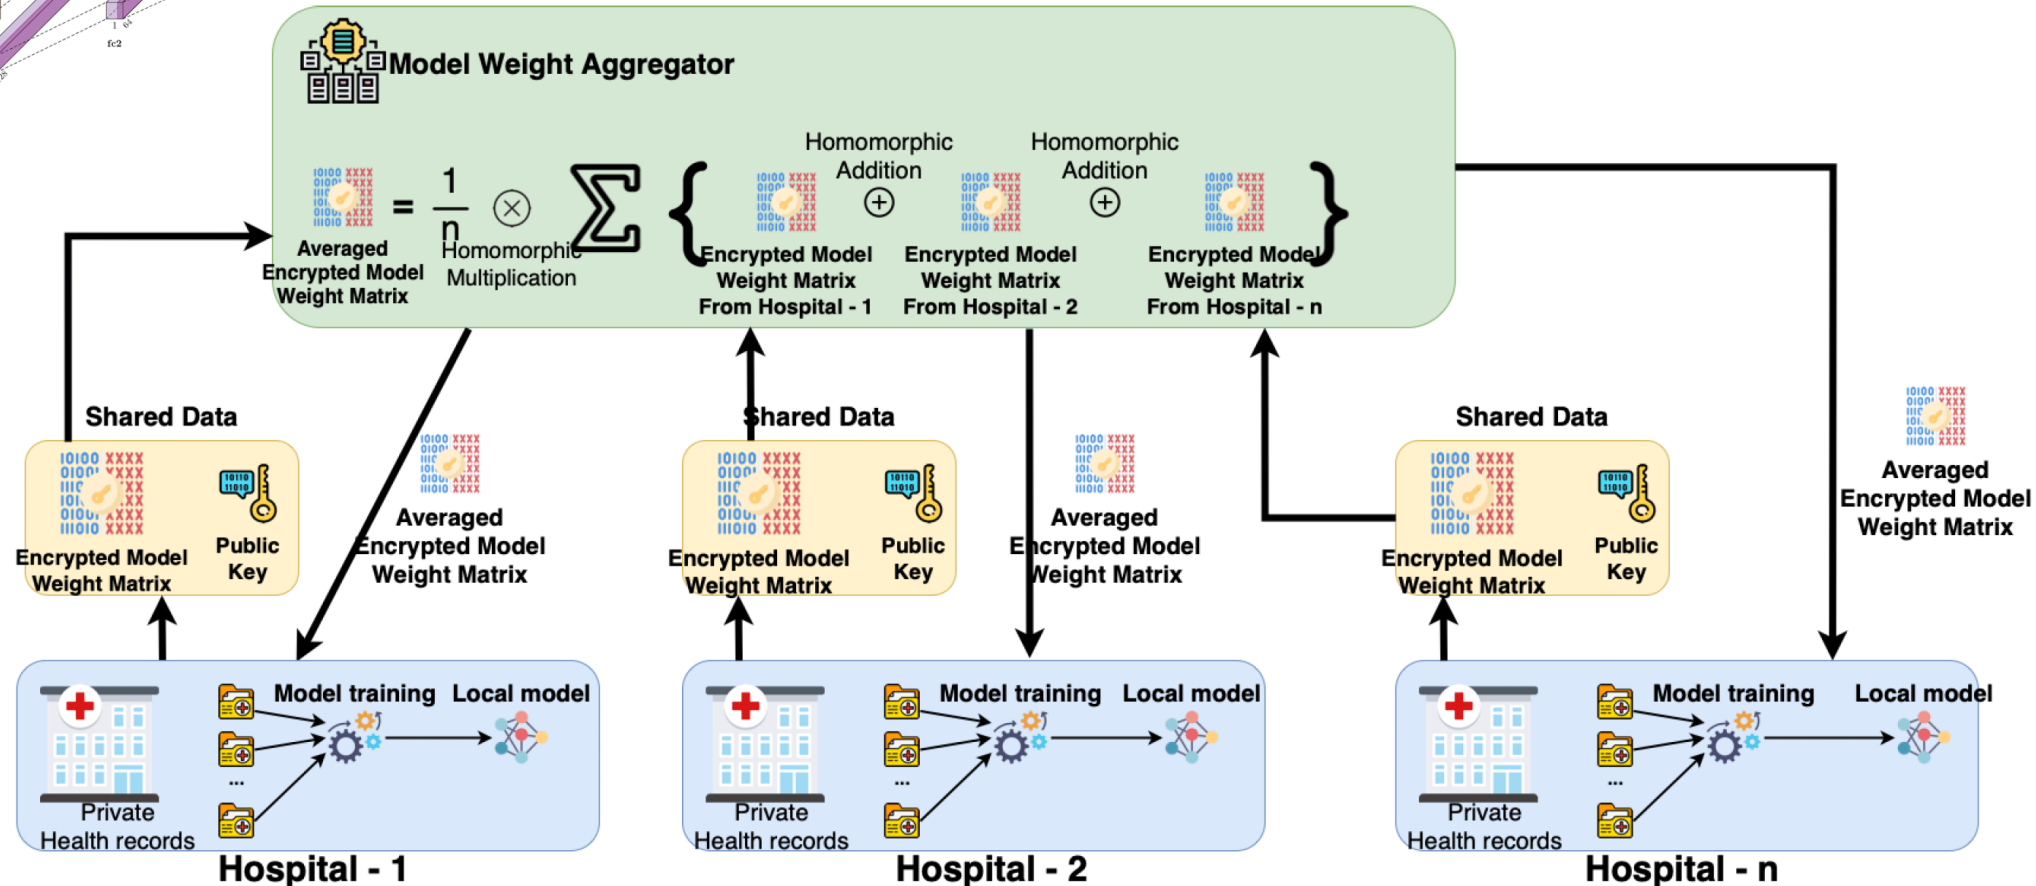 1
64
fc2
Model Weight Aggregator
Homomorphic
Addition
Homomorphic
Addition
1
n
=
Σ
{
}
Homomorphic
Multiplication
Averaged
Encrypted Model
Weight Matrix
Encrypted Model
Weight Matrix
From Hospital - 1
Encrypted Model
Weight Matrix
From Hospital - 2
Encrypted Model
Weight Matrix
From Hospital - n
Shared Data
Encrypted Model
Weight Matrix
Public
Key
Averaged
Encrypted Model
Weight Matrix
Shared Data
Encrypted Model
Weight Matrix
Public
Key
Averaged
Encrypted Model
Weight Matrix
Shared Data
Encrypted Model
Weight Matrix
Public
Key
Averaged
Encrypted Model
Weight Matrix
Model training
Local model
...
Private
Health records
Hospital - 1
Model training
Local model
...
Private
Health records
Hospital - 2
Model training
Local model
...
Private
Health records
Hospital - n